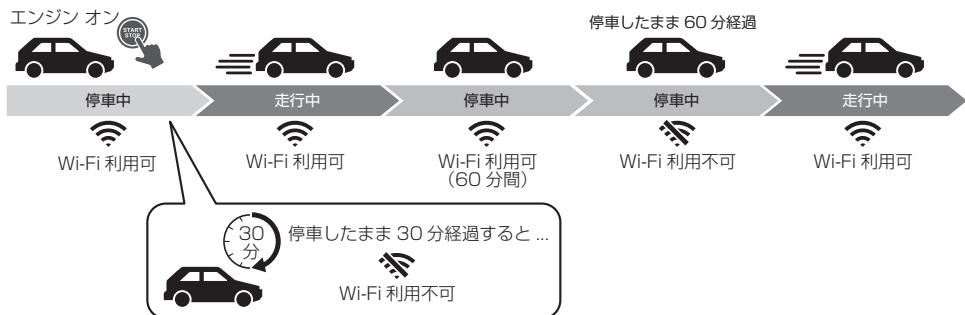 エンジン オン
START
STOP
停車したまま 60 分経過
停車中
走行中
停車中
停車中
走行中
Wi-Fi 利用可
Wi-Fi 利用可
Wi-Fi 利用可
（60 分間）
Wi-Fi 利用不可
Wi-Fi 利用可
30
分
停車したまま 30 分経過すると ...
Wi-Fi 利用不可